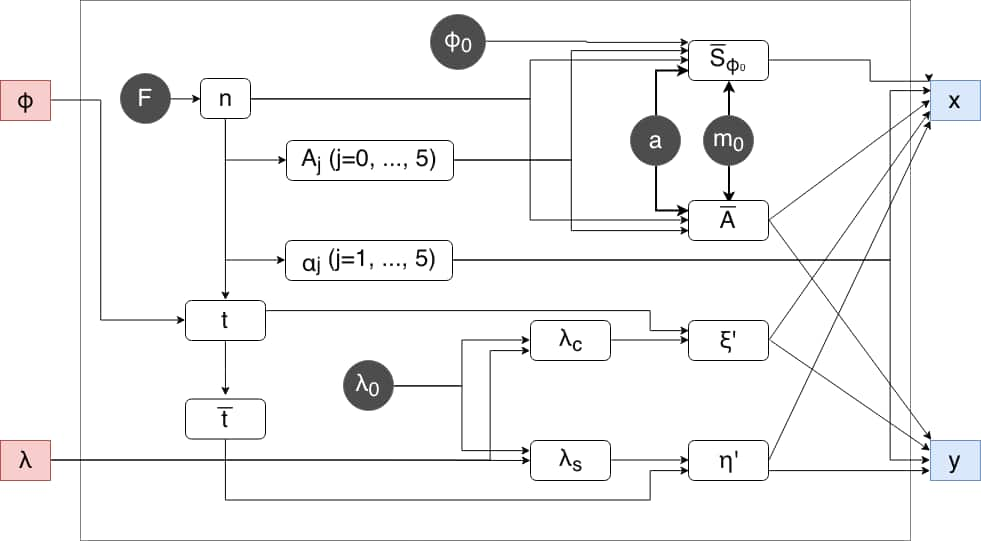 ϕ₀
S̅ϕ₀
ϕ
F
n
x
a
m₀
Aⱼ (j=0, ..., 5)
A̅
αⱼ (j=1, ..., 5)
t
λc
ξ'
λ₀
t̅
λ
λs
η'
y